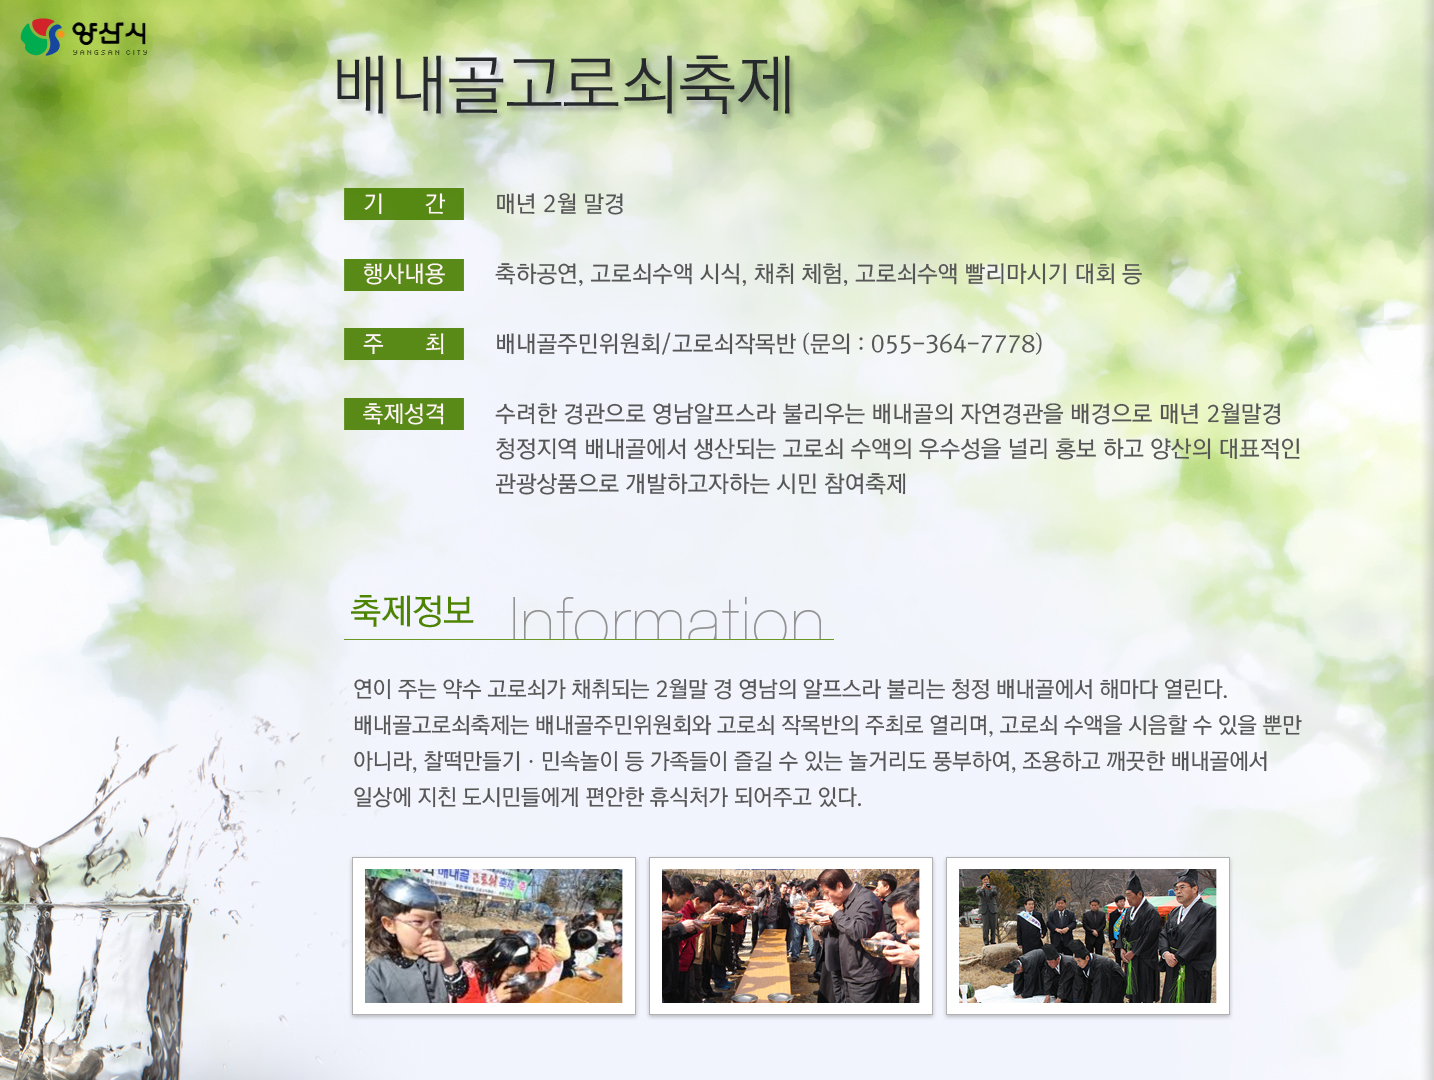 양산시
YANGSAN CITY
배내골고로쇠축제
기 간 매년 2월 말경
행사내용 축하공연, 고로쇠수액 시식, 채취 체험, 고로쇠수액 빨리마시기 대회 등
주 최 배내골주민위원회/고로쇠작목반 (문의 : 055-364-7778)
축제성격 수려한 경관으로 영남알프스라 불리우는 배내골의 자연경관을 배경으로 매년 2월말경
청정지역 배내골에서 생산되는 고로쇠 수액의 우수성을 널리 홍보 하고 양산의 대표적인
관광상품으로 개발하고자하는 시민 참여축제
축제정보 Information
연이 주는 약수 고로쇠가 채취되는 2월말 경 영남의 알프스라 불리는 청정 배내골에서 해마다 열린다.
배내골고로쇠축제는 배내골주민위원회와 고로쇠 작목반의 주최로 열리며, 고로쇠 수액을 시음할 수 있을 뿐만
아니라, 찰떡만들기 · 민속놀이 등 가족들이 즐길 수 있는 놀거리도 풍부하여, 조용하고 깨끗한 배내골에서
일상에 지친 도시민들에게 편안한 휴식처가 되어주고 있다.
배내골 고로쇠 축제